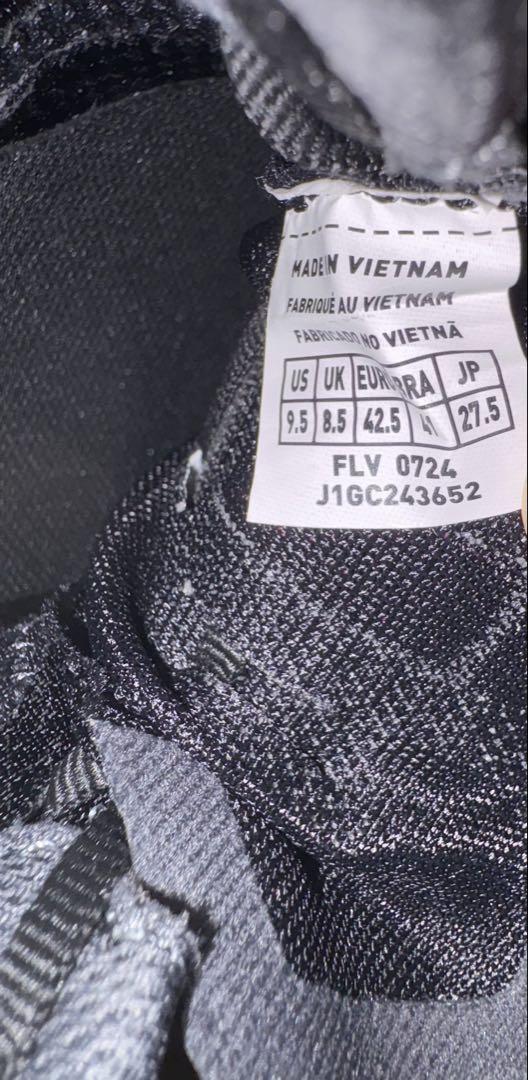 MADE IN VIETNAM
FABRIQUÉ AU VIETNAM
FABRICADO NO VIETNÃ
US UK EUR BRA JP
9.5 8.5 42.5 41 27.5
FLV 0724
J1GC243652